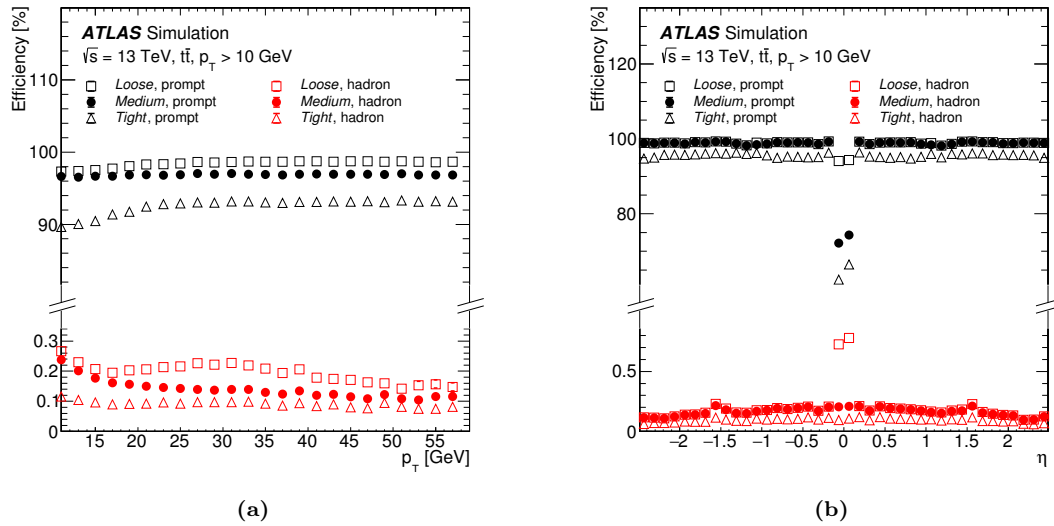 Efficiency [%]
ATLAS Simulation
√s = 13 TeV, tt̄, p_T > 10 GeV
Loose, prompt
Loose, hadron
Medium, prompt
Medium, hadron
Tight, prompt
Tight, hadron
110
100
90
0.3
0.2
0.1
0
15 20 25 30 35 40 45 50 55
p_T [GeV]
(a)
Efficiency [%]
ATLAS Simulation
√s = 13 TeV, tt̄, p_T > 10 GeV
Loose, prompt
Loose, hadron
Medium, prompt
Medium, hadron
Tight, prompt
Tight, hadron
120
100
80
0.5
0
−2 −1.5 −1 −0.5 0 0.5 1 1.5 2
η
(b)